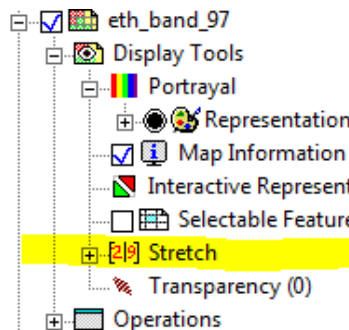 eth_band_97
Display Tools
Portrayal
Representation
Map Information
Interactive Represent
Selectable Feature
[2|9] Stretch
Transparency (0)
Operations